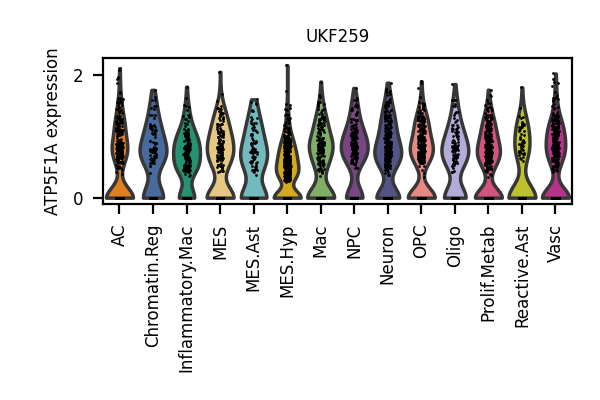 UKF259
ATP5F1A expression
2
0
AC
Chromatin.Reg
Inflammatory.Mac
MES
MES.Ast
MES.Hyp
Mac
NPC
Neuron
OPC
Oligo
Prolif.Metab
Reactive.Ast
Vasc